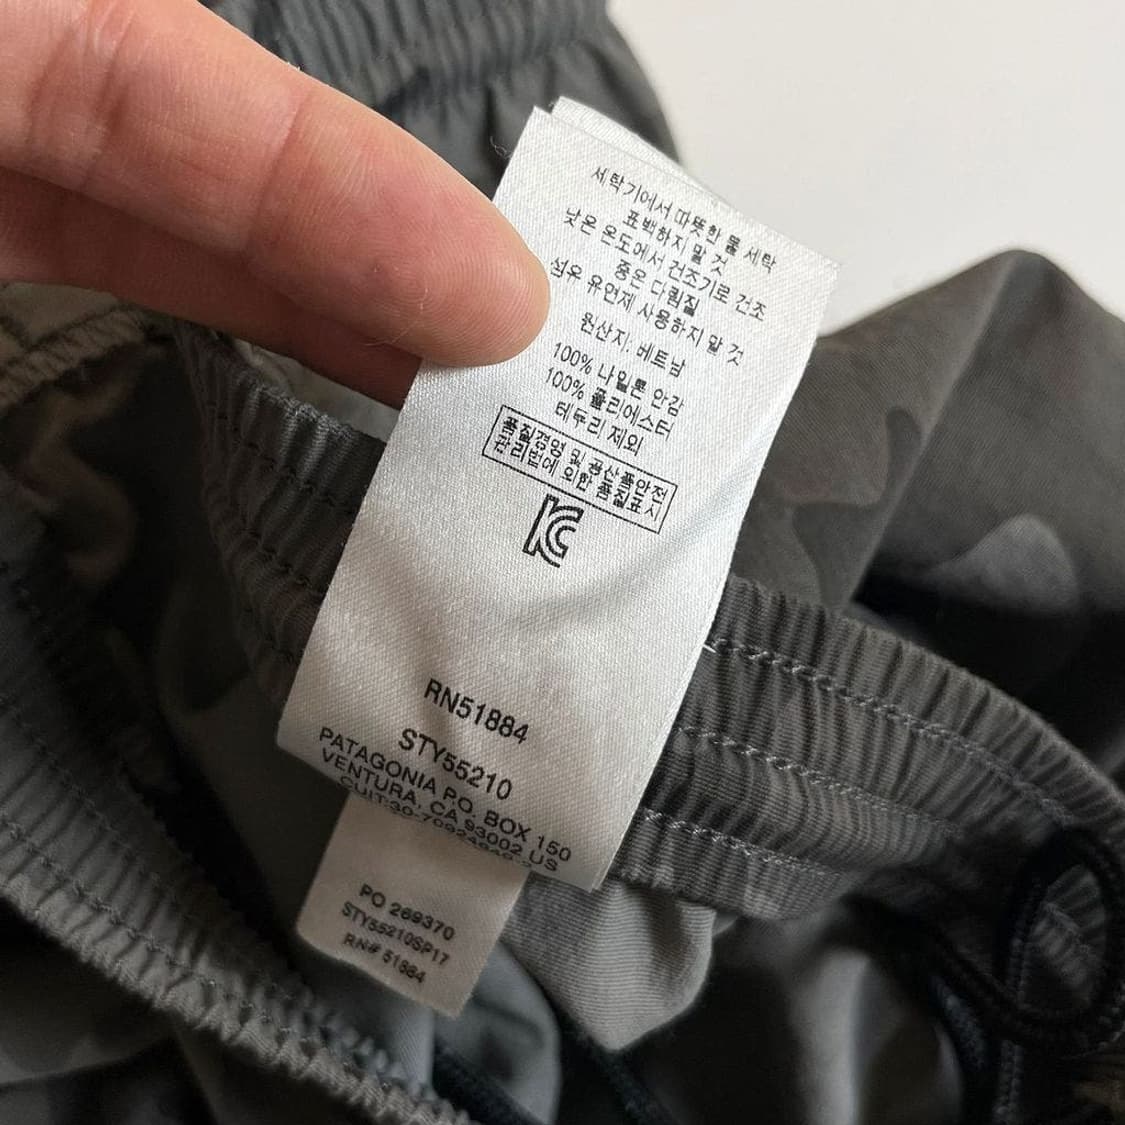 세탁기에서 따뜻한 물 세탁
표백하지 말 것
낮은 온도에서 건조기로 건조
중온 다림질
섬유 유연제 사용하지 말 것
원산지. 베트남
100% 나일론 안감
100% 폴리에스터
테두리 제외
품질경영 및 공산품안전
관리법에 의한 품질표시
KC
RN51884
STY55210
PATAGONIA P.O. BOX 150
VENTURA, CA 93002 US
CUIT:30-70924
PO 269370
STY55210SP17
RN# 51884